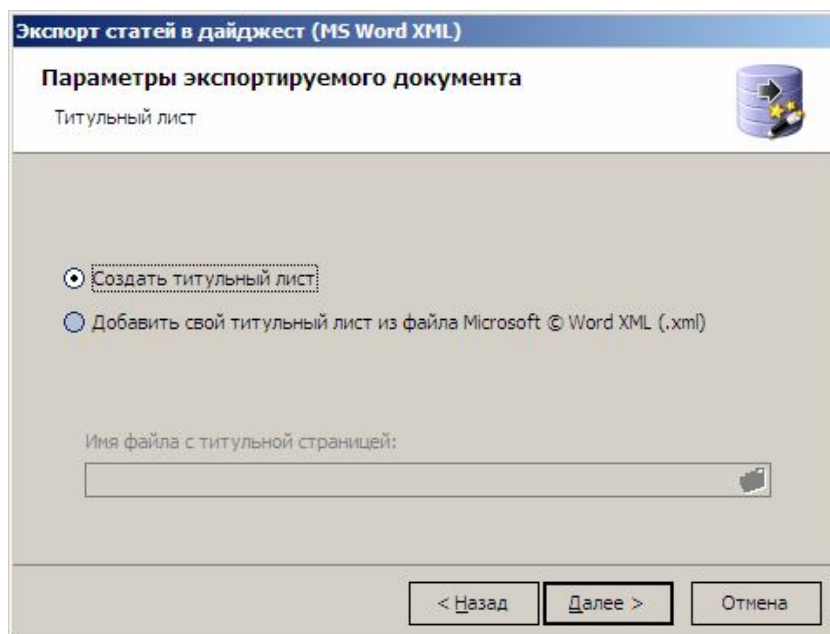 Экспорт статей в дайджест (MS Word XML)
Параметры экспортируемого документа
Титульный лист
Создать титульный лист
Добавить свой титульный лист из файла Microsoft © Word XML (.xml)
Имя файла с титульной страницей:
< Назад Далее > Отмена